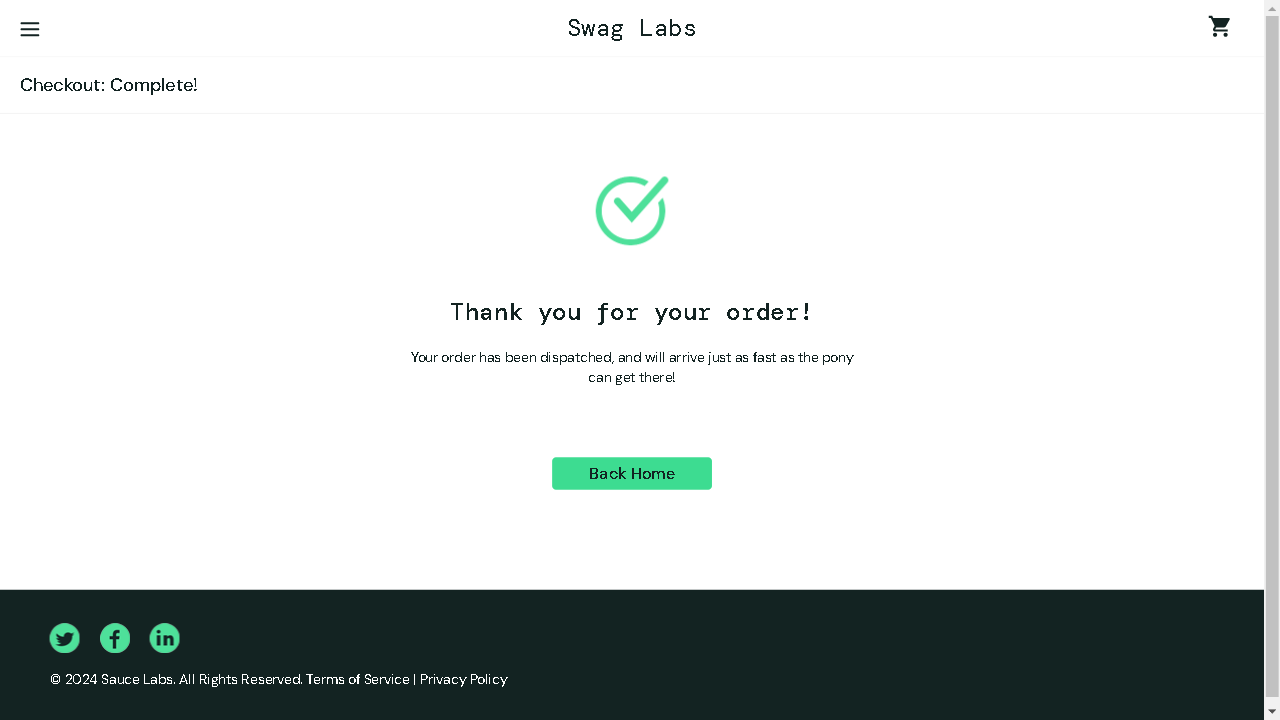 Swag Labs
Checkout: Complete!
Thank you for your order!
Your order has been dispatched, and will arrive just as fast as the pony
can get there!
Back Home
© 2024 Sauce Labs. All Rights Reserved. Terms of Service | Privacy Policy